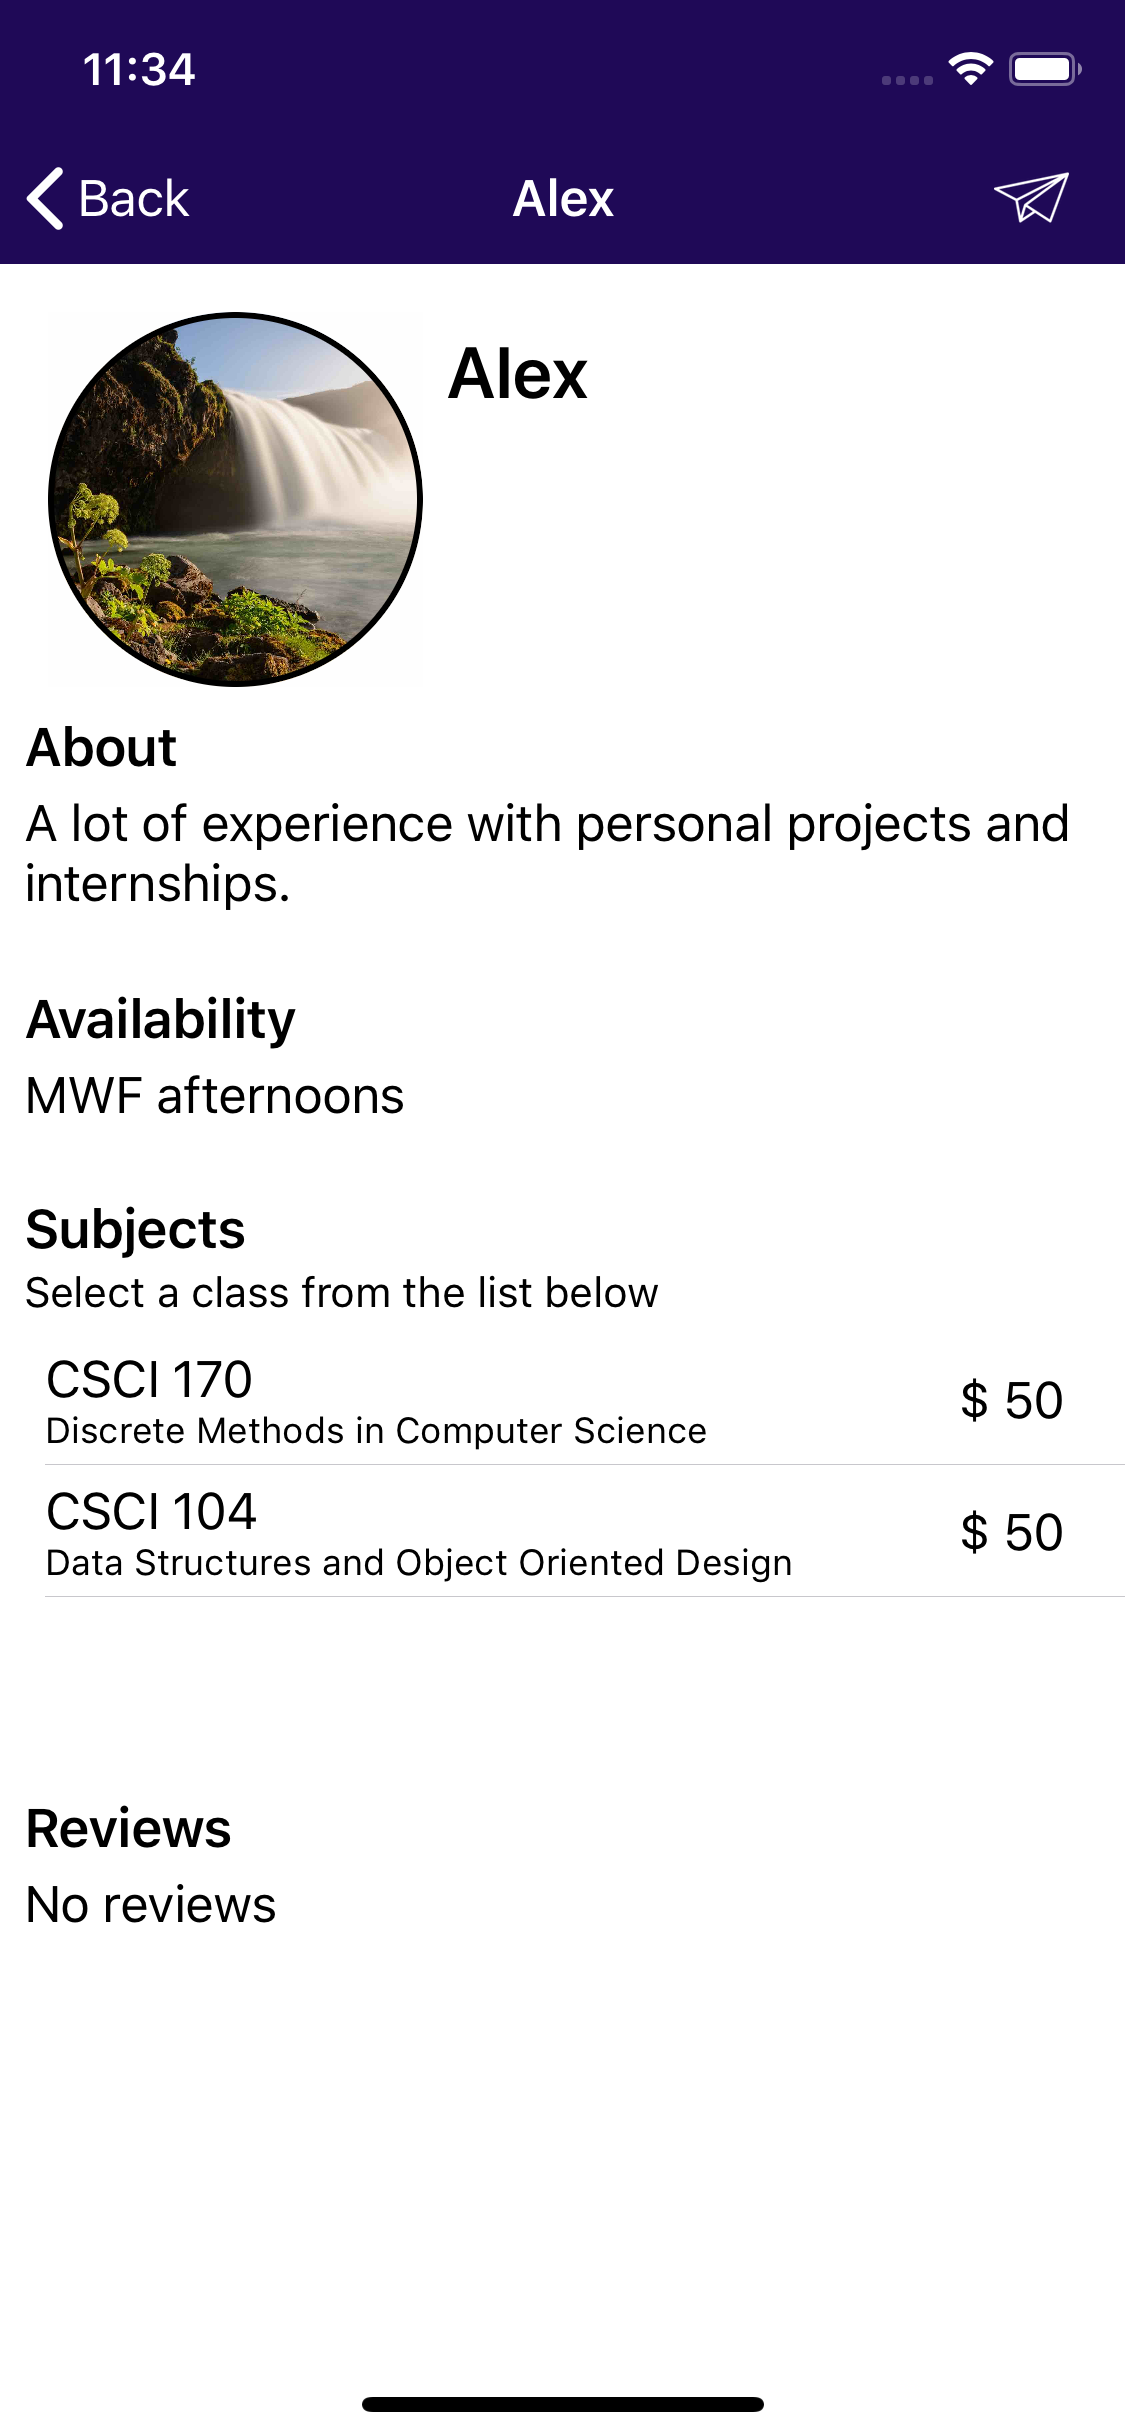 11:34
Back
Alex
Alex
About
A lot of experience with personal projects and
internships.
Availability
MWF afternoons
Subjects
Select a class from the list below
CSCI 170
$ 50
Discrete Methods in Computer Science
CSCI 104
$ 50
Data Structures and Object Oriented Design
Reviews
No reviews